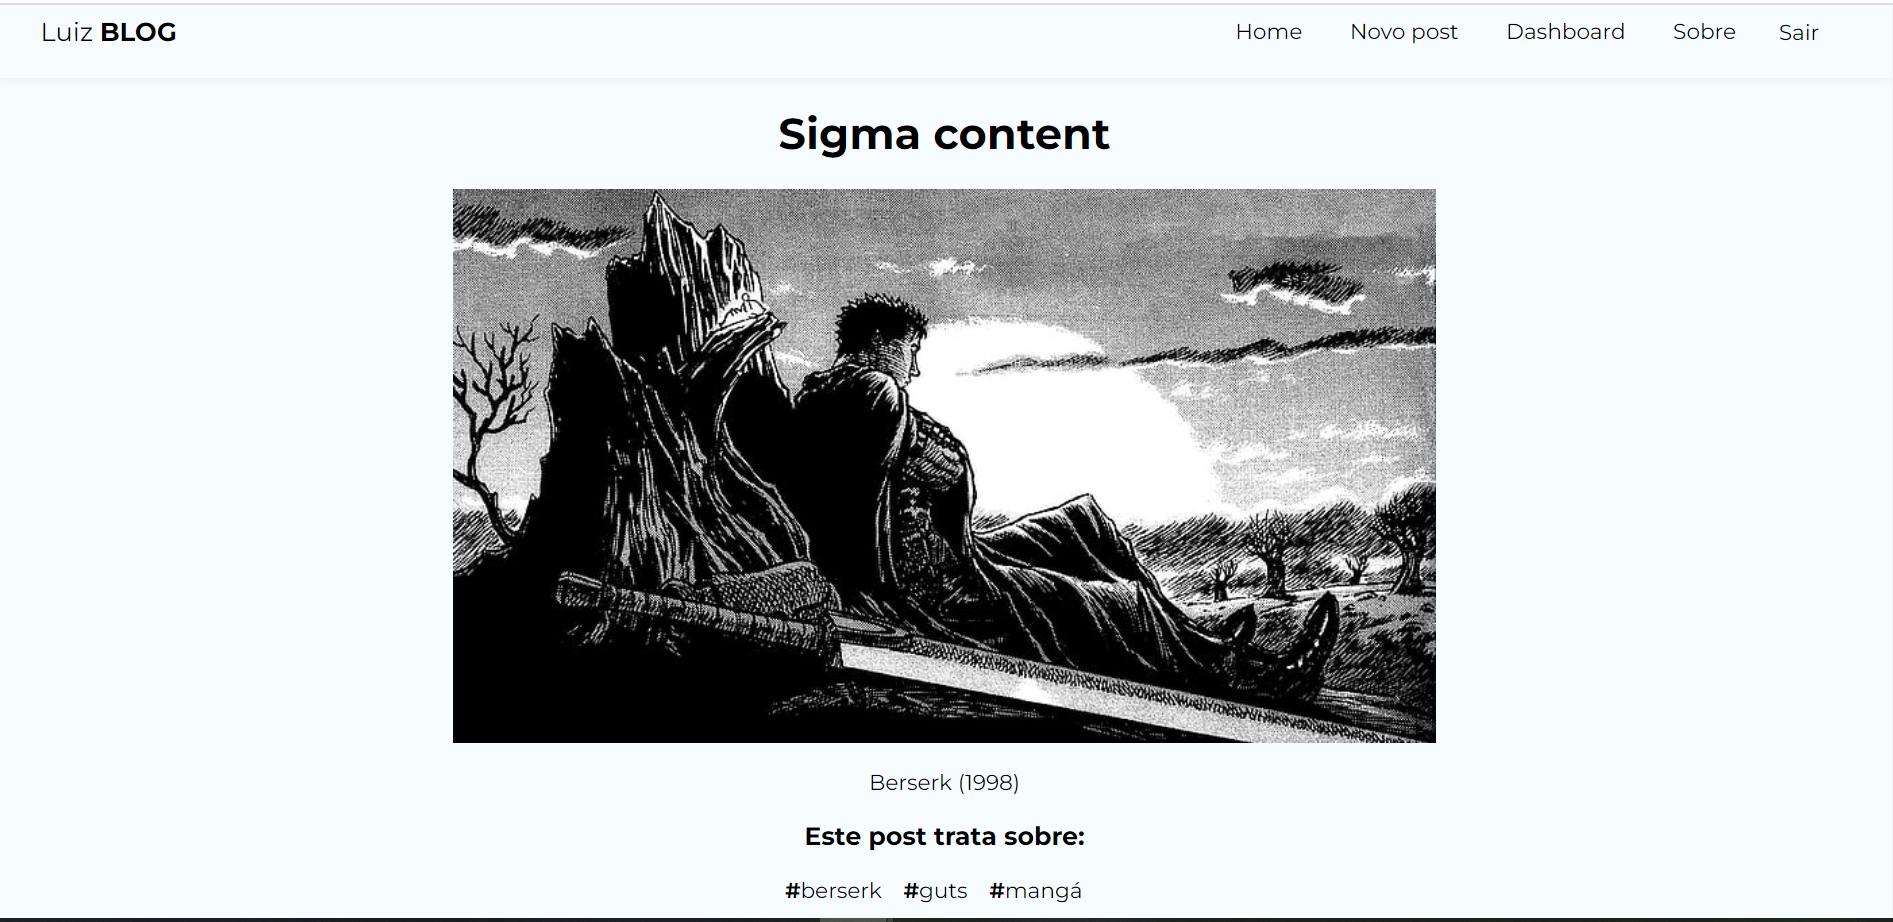 Luiz BLOG
Home Novo post Dashboard Sobre Sair
Sigma content
Berserk (1998)
Este post trata sobre:
#berserk #guts #mangá